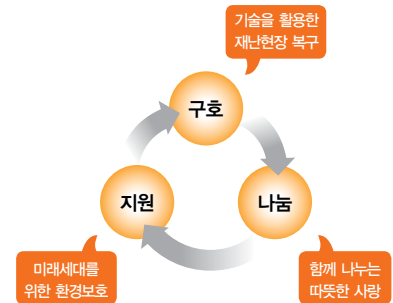 기술을 활용한
재난현장 복구
구호
지원
나눔
미래세대를
위한 환경보호
함께 나누는
따뜻한 사랑